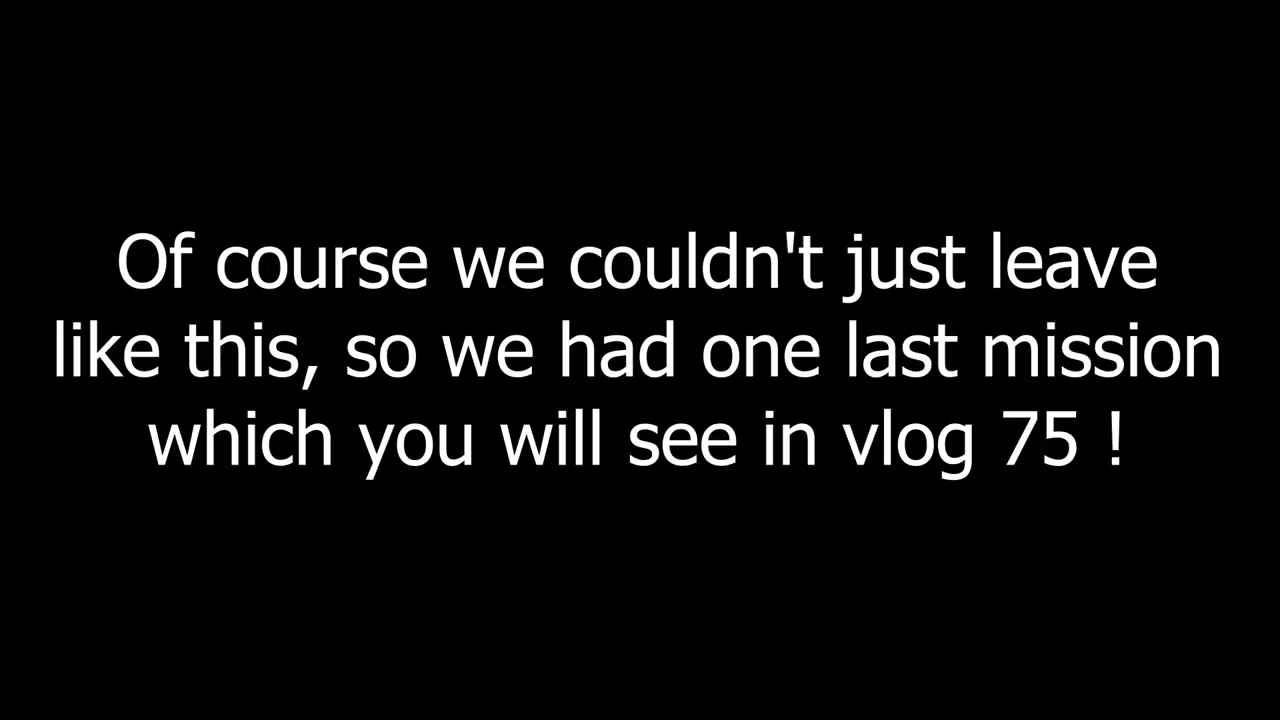 Of course we couldn't just leave
like this, so we had one last mission
which you will see in vlog 75 !